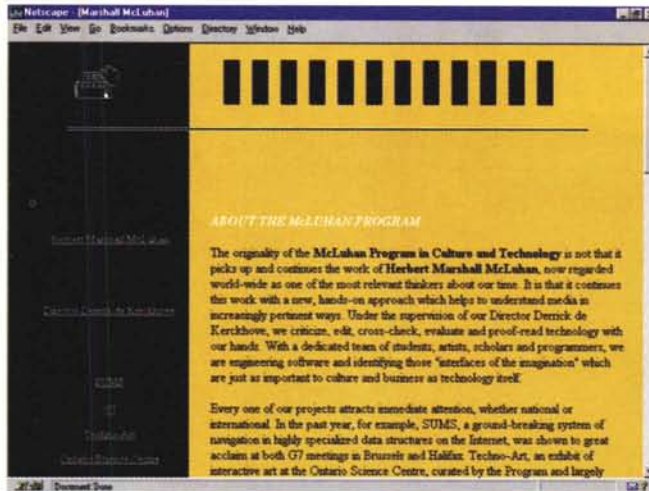 Netscape - [Marshall McLuhan]
File Edit View Go Bookmarks Options Directory Window Help
ABOUT THE McLUHAN PROGRAM
Herbert Marshall McLuhan
Director Derrick de Kerckhove
SUMS
Ontario Science Centre
The originality of the McLuhan Program in Culture and Technology is not that it
picks up and continues the work of Herbert Marshall McLuhan, now regarded
world-wide as one of the most relevant thinkers about our time. It is that it continues
this work with a new, hands-on approach which helps to understand media in
increasingly pertinent ways. Under the supervision of our Director Derrick de
Kerckhove, we criticize, edit, cross-check, evaluate and proof-read technology with
our hands. With a dedicated team of students, artists, scholars and programmers, we
are engineering software and identifying those "interfaces of the imagination" which
are just as important to culture and business as technology itself.
Every one of our projects attracts immediate attention, whether national or
international. In the past year, for example, SUMS, a ground-breaking system of
navigation in highly specialized data structures on the Internet, was shown to great
acclaim at both G7 meetings in Brussels and Halifax. Techno-Art, an exhibit of
interactive art at the Ontario Science Centre, curated by the Program and largely
Document Done